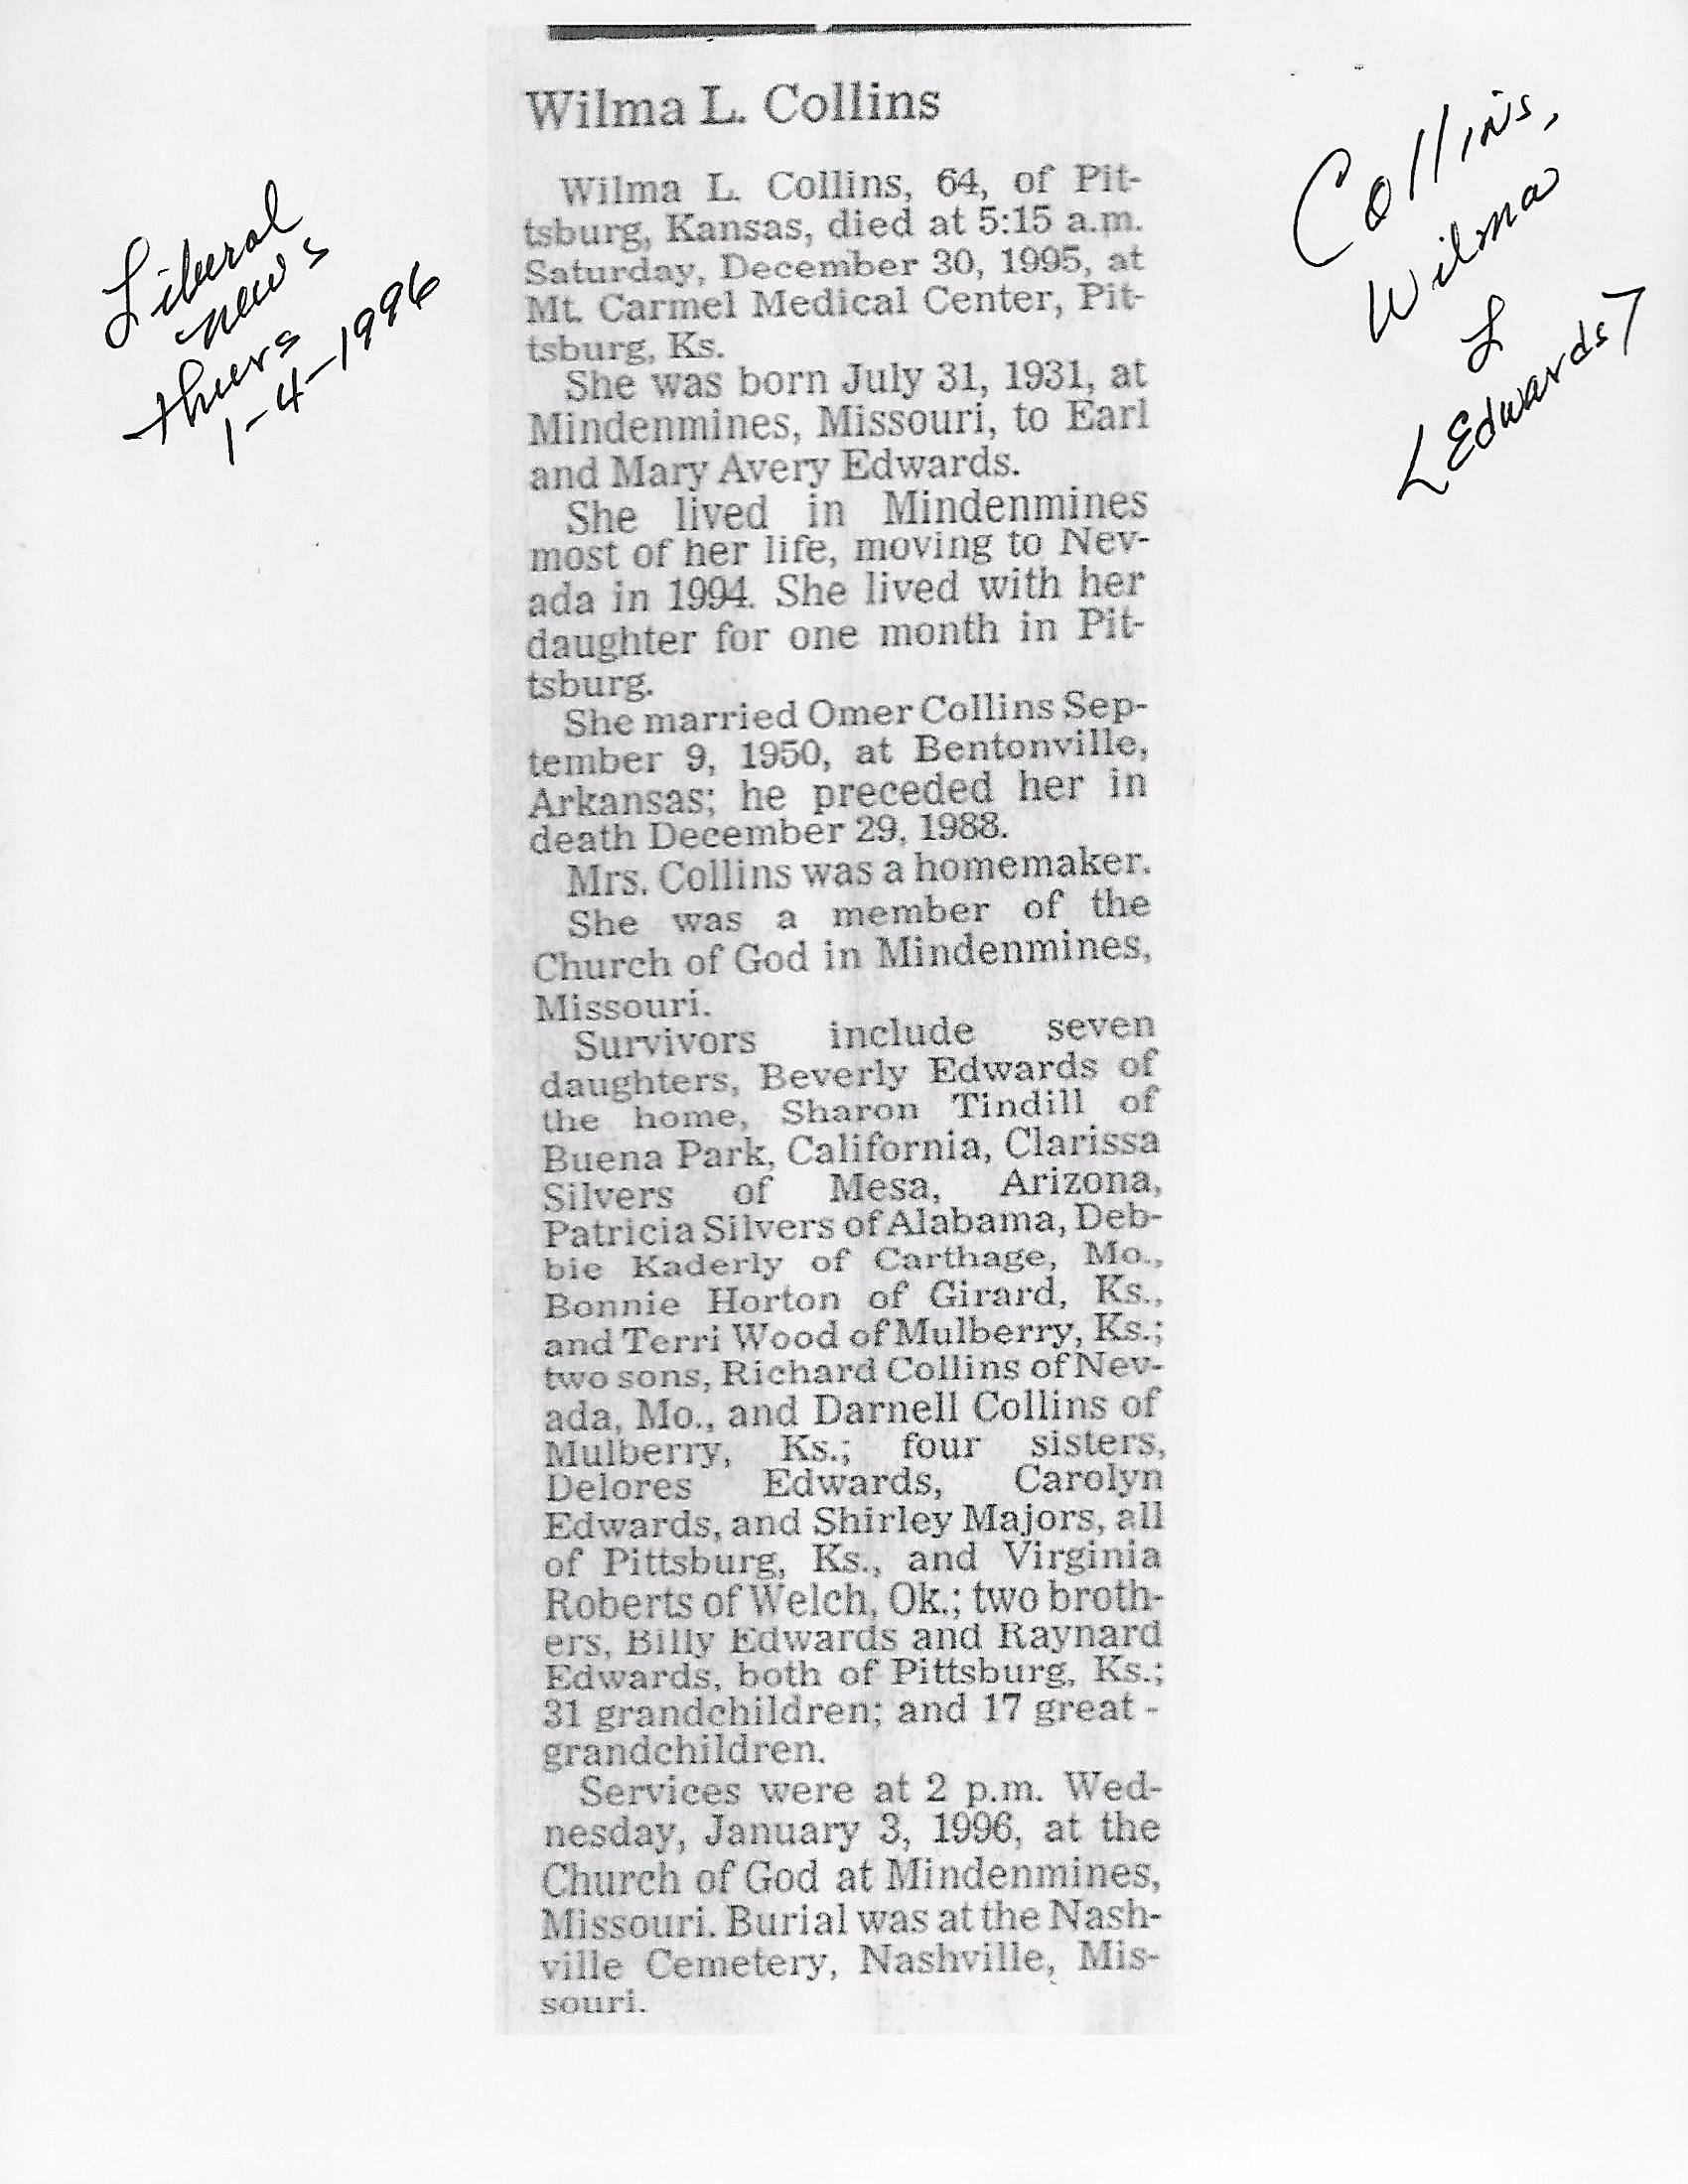 Wilma L. Collins
Liberal
News
thurs
1-4-1996
Collins,
Wilma
L
<Edwards>
Wilma L. Collins, 64, of Pit-
tsburg, Kansas, died at 5:15 a.m.
Saturday, December 30, 1995, at
Mt. Carmel Medical Center, Pit-
tsburg, Ks.
She was born July 31, 1931, at
Mindenmines, Missouri, to Earl
and Mary Avery Edwards.
She lived in Mindenmines
most of her life, moving to Nev-
ada in 1994. She lived with her
daughter for one month in Pit-
tsburg.
She married Omer Collins Sep-
tember 9, 1950, at Bentonville,
Arkansas; he preceded her in
death December 29, 1988.
Mrs. Collins was a homemaker.
She was a member of the
Church of God in Mindenmines,
Missouri.
Survivors include seven
daughters, Beverly Edwards of
the home, Sharon Tindill of
Buena Park, California, Clarissa
Silvers of Mesa, Arizona,
Patricia Silvers of Alabama, Deb-
bie Kaderly of Carthage, Mo.,
Bonnie Horton of Girard, Ks.,
and Terri Wood of Mulberry, Ks.;
two sons, Richard Collins of Nev-
ada, Mo., and Darnell Collins of
Mulberry, Ks.; four sisters,
Delores Edwards, Carolyn
Edwards, and Shirley Majors, all
of Pittsburg, Ks., and Virginia
Roberts of Welch, Ok.; two broth-
ers, Billy Edwards and Raynard
Edwards, both of Pittsburg, Ks.;
31 grandchildren; and 17 great -
grandchildren.
Services were at 2 p.m. Wed-
nesday, January 3, 1996, at the
Church of God at Mindenmines,
Missouri. Burial was at the Nash-
ville Cemetery, Nashville, Mis-
souri.